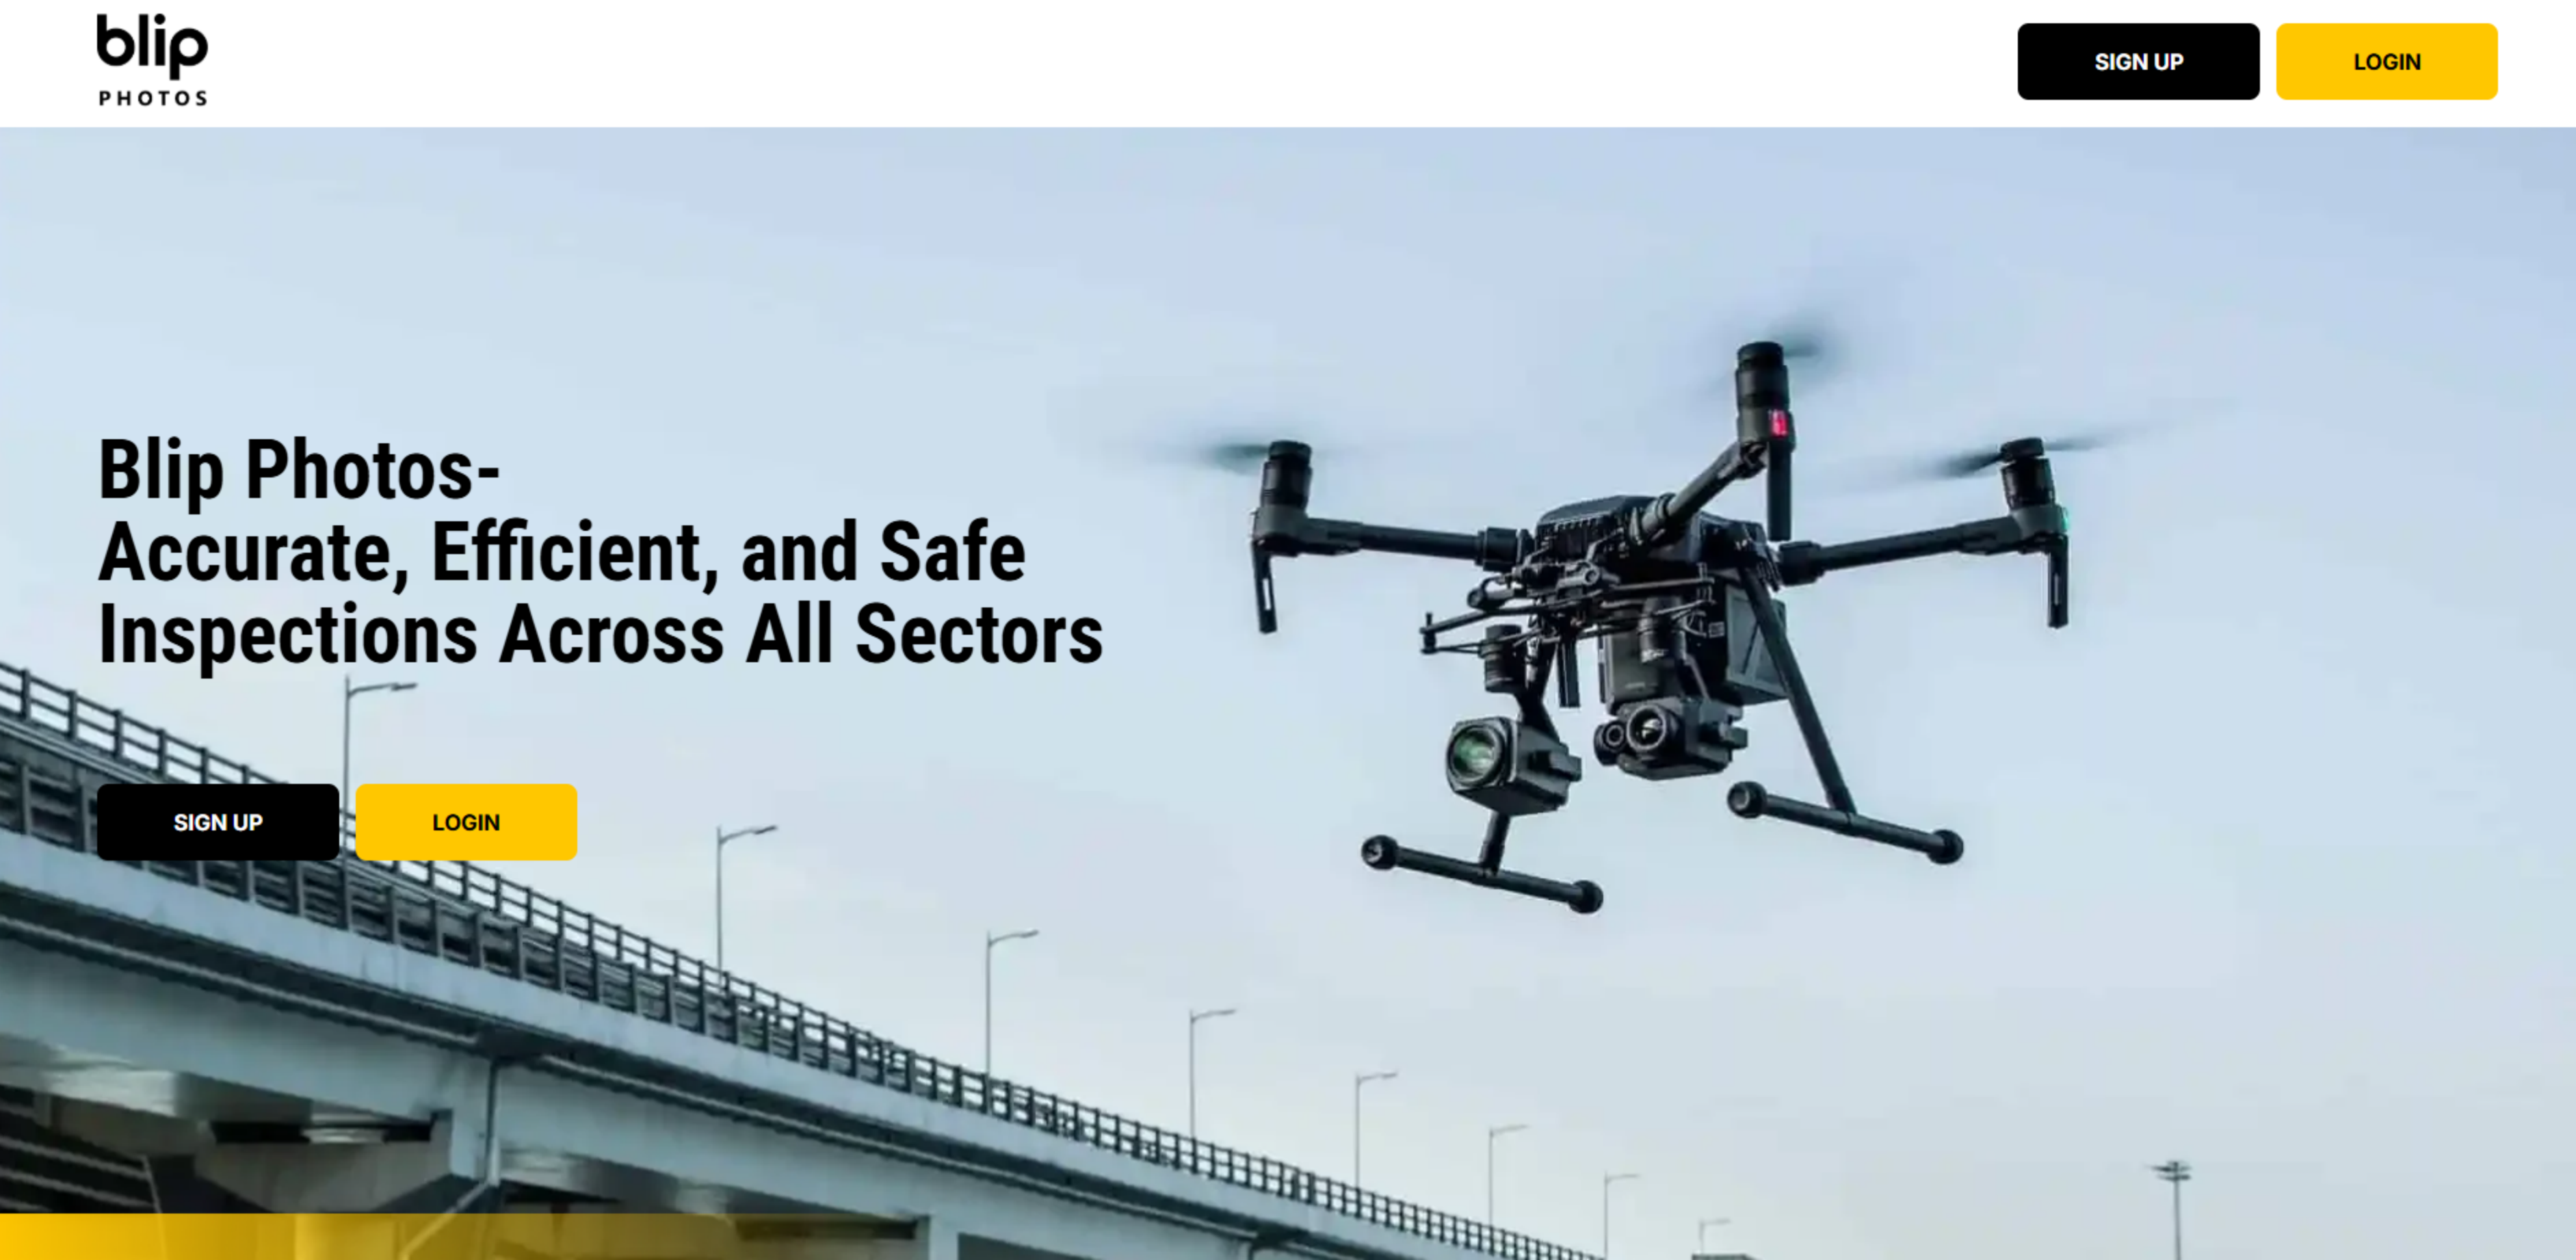 blip
PHOTOS
SIGN UP
LOGIN
Blip Photos-
Accurate, Efficient, and Safe
Inspections Across All Sectors
SIGN UP
LOGIN